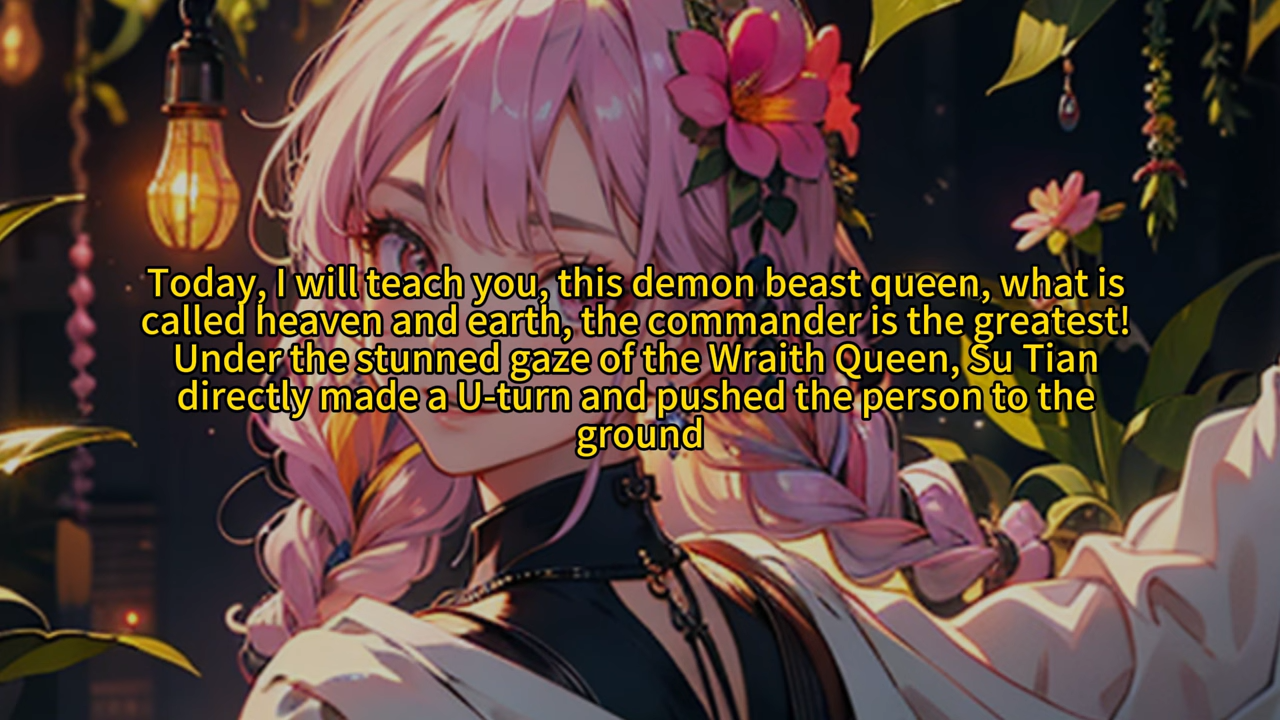 Today, I will teach you, this demon beast queen, what is
called heaven and earth, the commander is the greatest!
Under the stunned gaze of the Wraith Queen, Su Tian
directly made a U-turn and pushed the person to the
ground